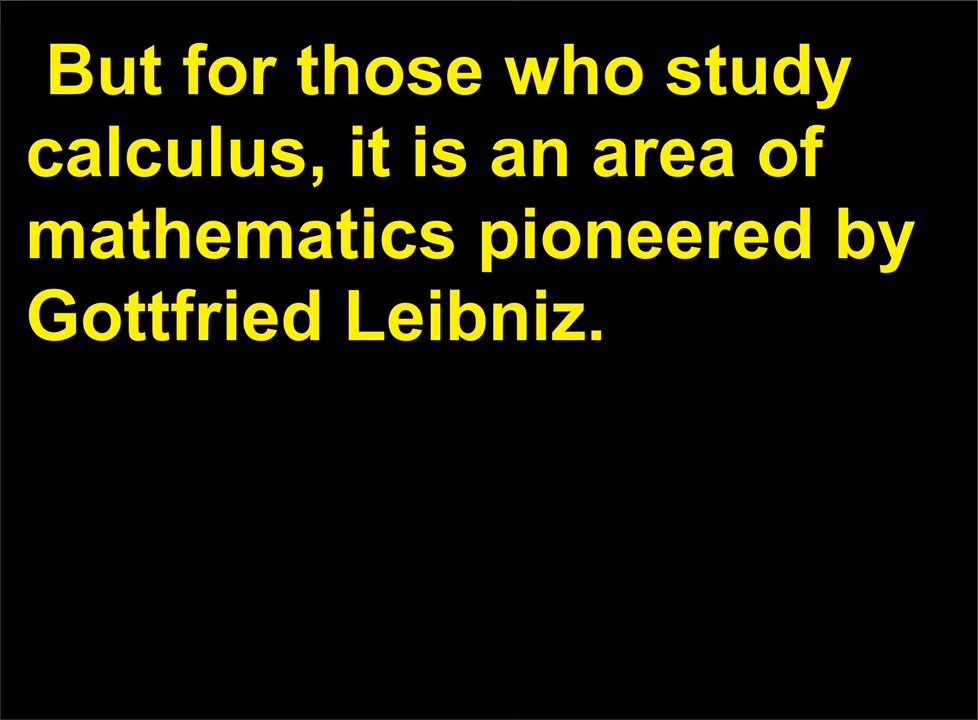 But for those who study
calculus, it is an area of
mathematics pioneered by
Gottfried Leibniz.